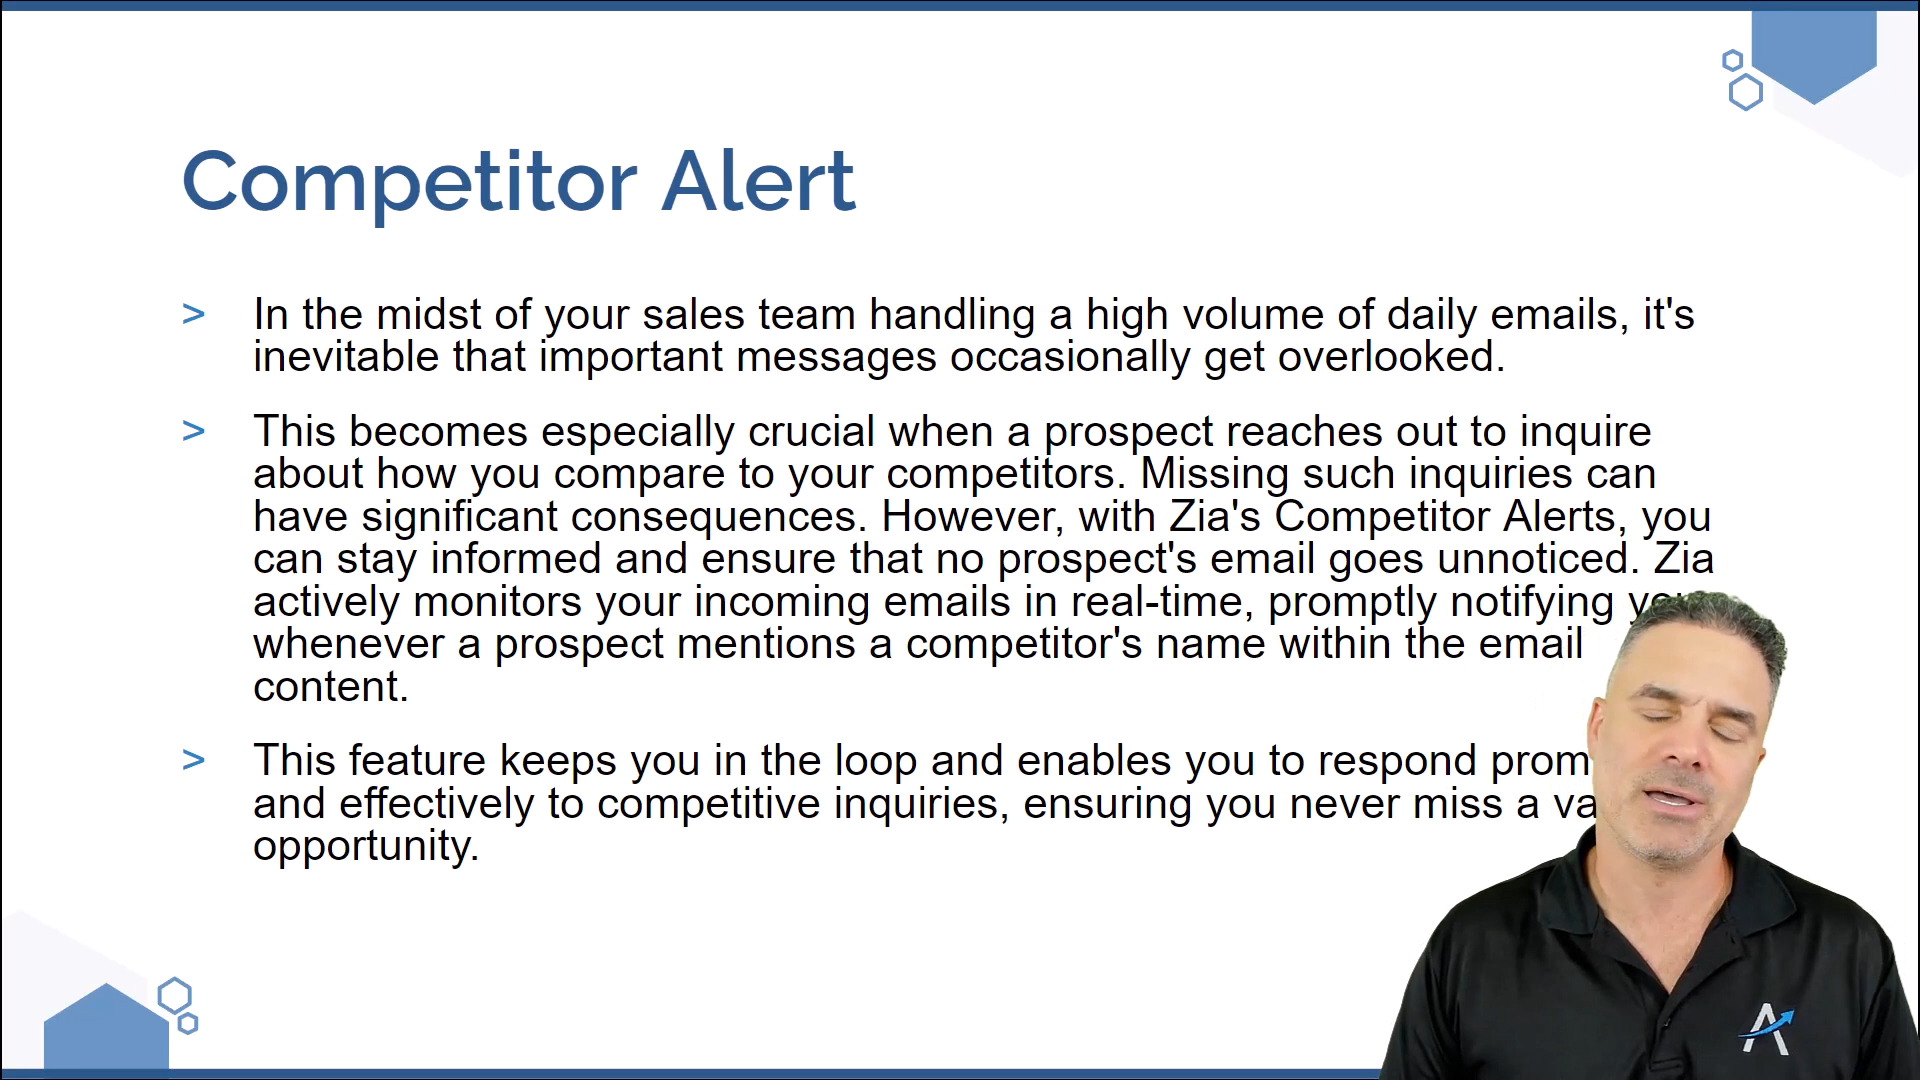 Competitor Alert
> In the midst of your sales team handling a high volume of daily emails, it's
inevitable that important messages occasionally get overlooked.
> This becomes especially crucial when a prospect reaches out to inquire
about how you compare to your competitors. Missing such inquiries can
have significant consequences. However, with Zia's Competitor Alerts, you
can stay informed and ensure that no prospect's email goes unnoticed. Zia
actively monitors your incoming emails in real-time, promptly notifying you
whenever a prospect mentions a competitor's name within the email
content.
> This feature keeps you in the loop and enables you to respond
and effectively to competitive inquiries, ensuring you never miss a
opportunity.
A